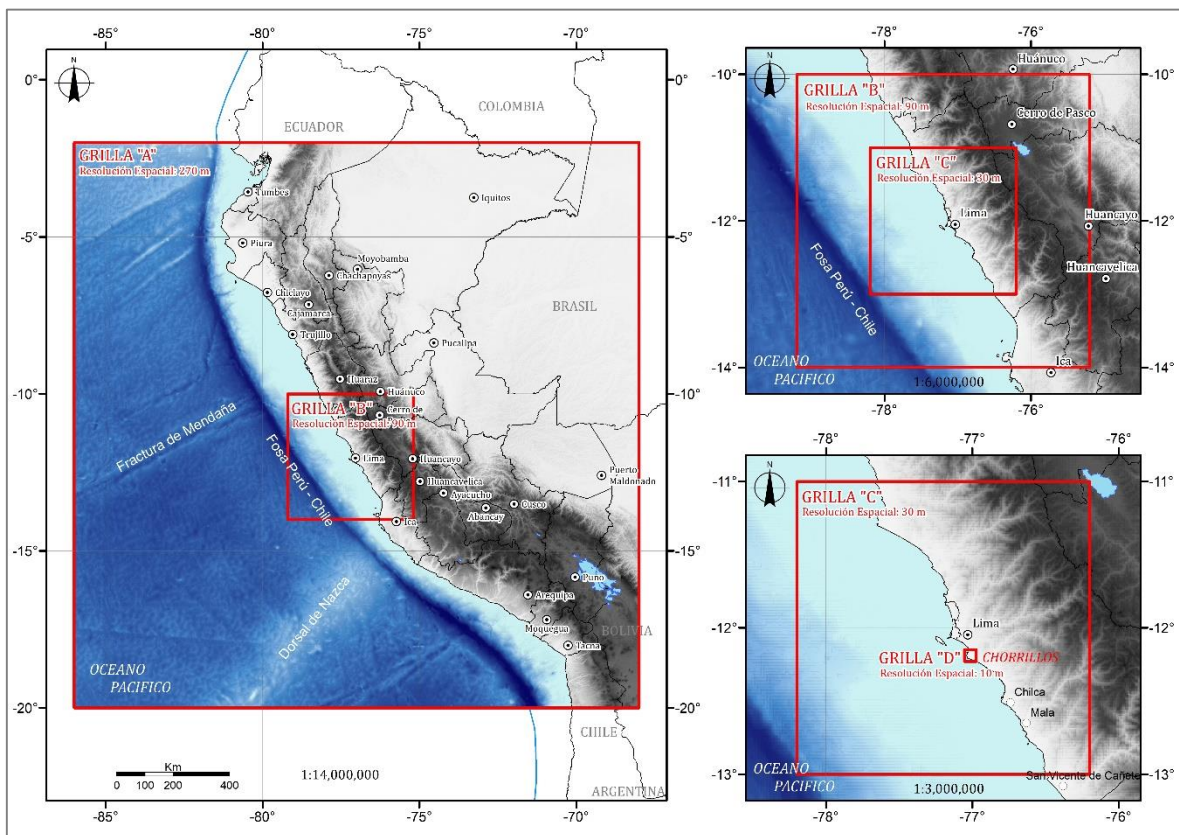 -85°
-80°
-75°
-70°
N
0°
COLOMBIA
ECUADOR
GRILLA "A"
Resolución Espacial: 270 m
Tumbes
Iquitos
-5°
Piura
Moyobamba
Chachapoyas
Chiclayo
Cajamarca
BRASIL
Trujillo
Pucallpa
Huaraz
Huánuco
-10°
GRILLA "B"
Cerro de
Resolución Espacial: 90 m
Fractura de Mendaña
Fosa Perú - Chile
Lima
Huancayo
Puerto
Maldonado
Huancavelica
Ayacucho
Cusco
Abancay
Ica
-15°
Puno
Dorsal de Nazca
Arequipa
Moquegua
BOLIVIA
Tacna
OCEANO
PACIFICO
-20°
CHILE
Km
0 100 200 400
1:14,000,000
ARGENTINA
-85°
-80°
-75°
-70°
-78°
-76°
N
Huánuco
-10°
-10°
GRILLA "B"
Resolución Espacial: 90 m
Cerro de Pasco
GRILLA "C"
Resolución Espacial: 30 m
Lima
Huancayo
-12°
-12°
Fosa Perú - Chile
Huancavelica
OCEANO
PACIFICO
Ica
-14°
-14°
1:6,000,000
-78°
-76°
-78°
-77°
-76°
N
-11°
-11°
GRILLA "C"
Resolución Espacial: 30 m
Lima
-12°
-12°
GRILLA "D"
CHORRILLOS
Resolución Espacial: 10 m
Chilca
Mala
OCEANO
PACIFICO
San Vicente de Cañete
-13°
-13°
1:3,000,000
-78°
-77°
-76°